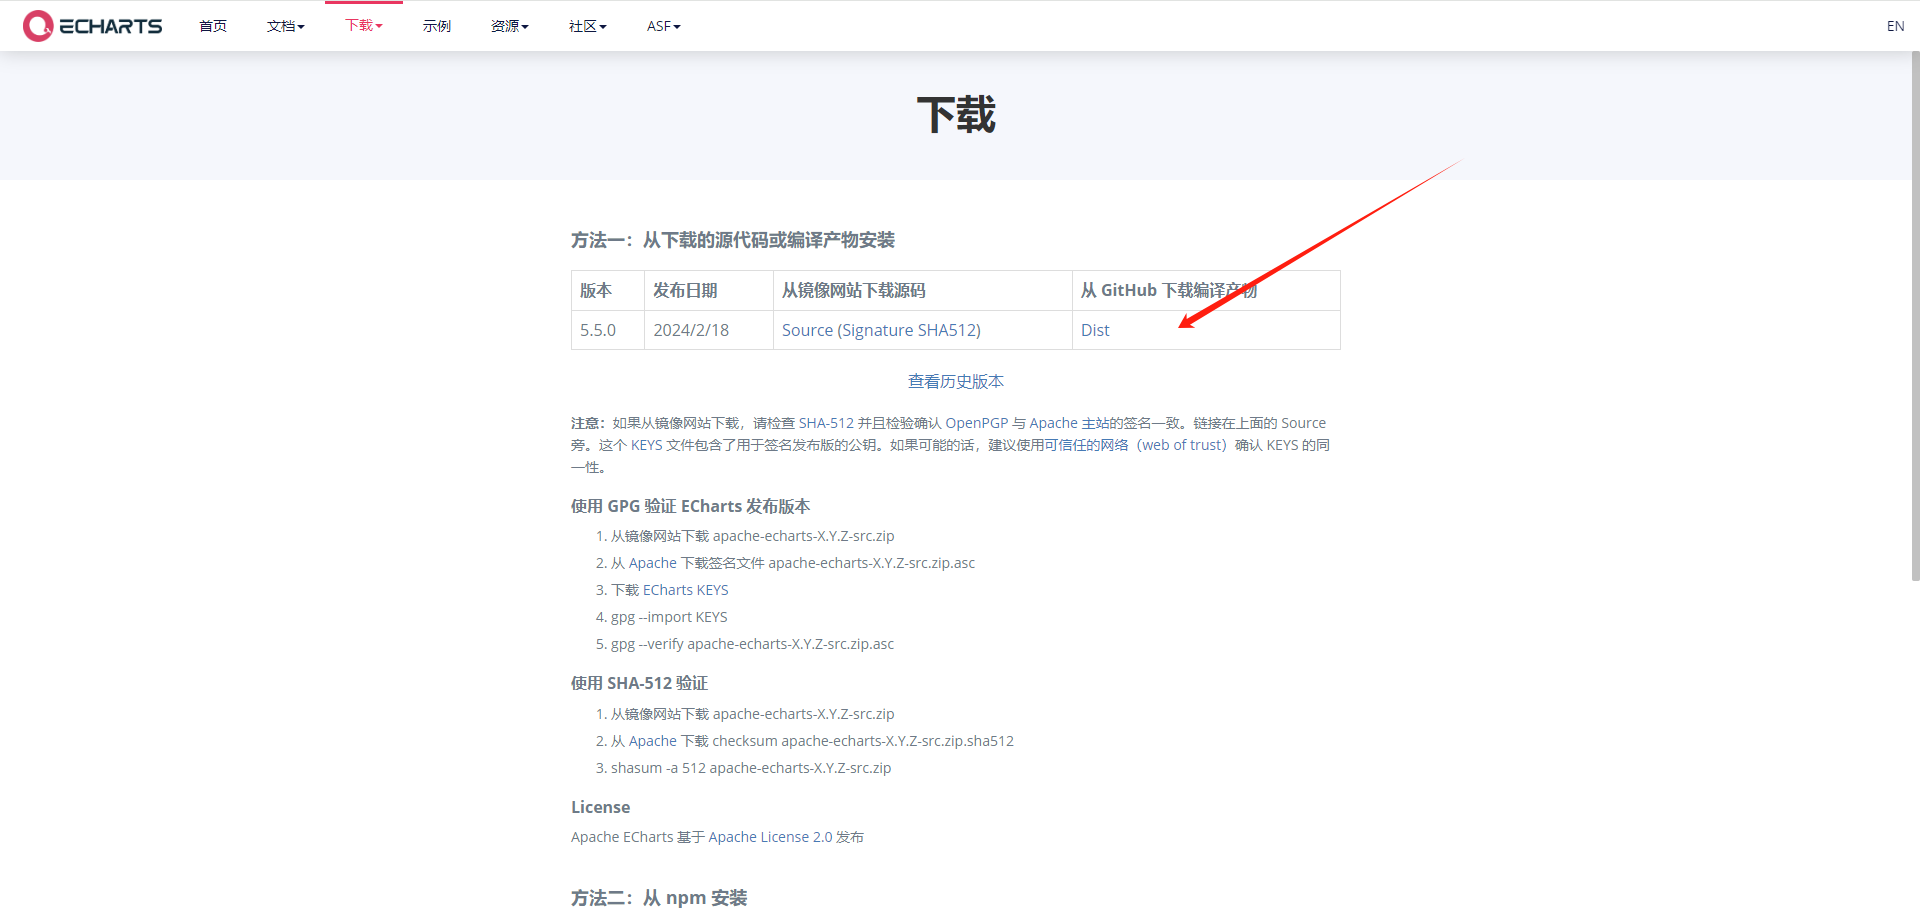 ECHARTS 首页 文档 下载 示例 资源 社区 ASF EN
下载
方法一：从下载的源代码或编译产物安装
版本 发布日期 从镜像网站下载源码 从 GitHub 下载编译产物
5.5.0 2024/2/18 Source (Signature SHA512) Dist
查看历史版本
注意：如果从镜像网站下载，请检查 SHA-512 并且检验确认 OpenPGP 与 Apache 主站的签名一致。链接在上面的 Source
旁。这个 KEYS 文件包含了用于签名发布版的公钥。如果可能的话，建议使用可信任的网络（web of trust）确认 KEYS 的同
一性。
使用 GPG 验证 ECharts 发布版本
1. 从镜像网站下载 apache-echarts-X.Y.Z-src.zip
2. 从 Apache 下载签名文件 apache-echarts-X.Y.Z-src.zip.asc
3. 下载 ECharts KEYS
4. gpg --import KEYS
5. gpg --verify apache-echarts-X.Y.Z-src.zip.asc
使用 SHA-512 验证
1. 从镜像网站下载 apache-echarts-X.Y.Z-src.zip
2. 从 Apache 下载 checksum apache-echarts-X.Y.Z-src.zip.sha512
3. shasum -a 512 apache-echarts-X.Y.Z-src.zip
License
Apache ECharts 基于 Apache License 2.0 发布
方法二：从 npm 安装